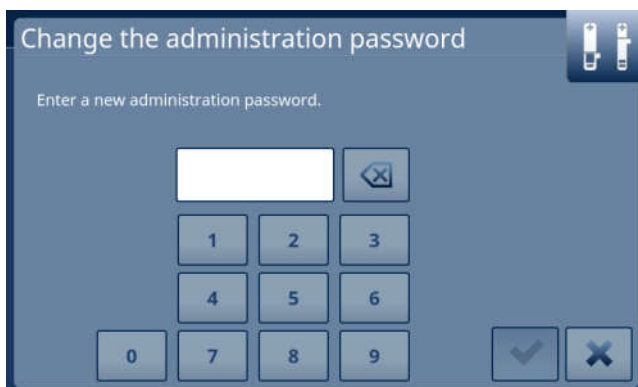 Change the administration password
Enter a new administration password.
1 2 3
4 5 6
0 7 8 9